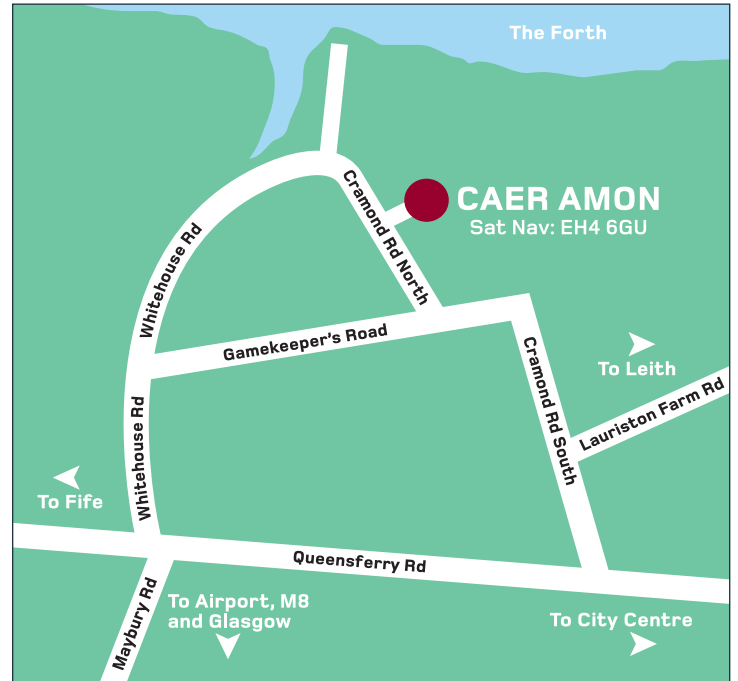 The Forth
CAER AMON
Sat Nav: EH4 6GU
Cramond Rd North
Whitehouse Rd
Gamekeeper's Road
To Leith
Cramond Rd South
Lauriston Farm Rd
Whitehouse Rd
To Fife
Queensferry Rd
Maybury Rd
To Airport, M8
and Glasgow
To City Centre